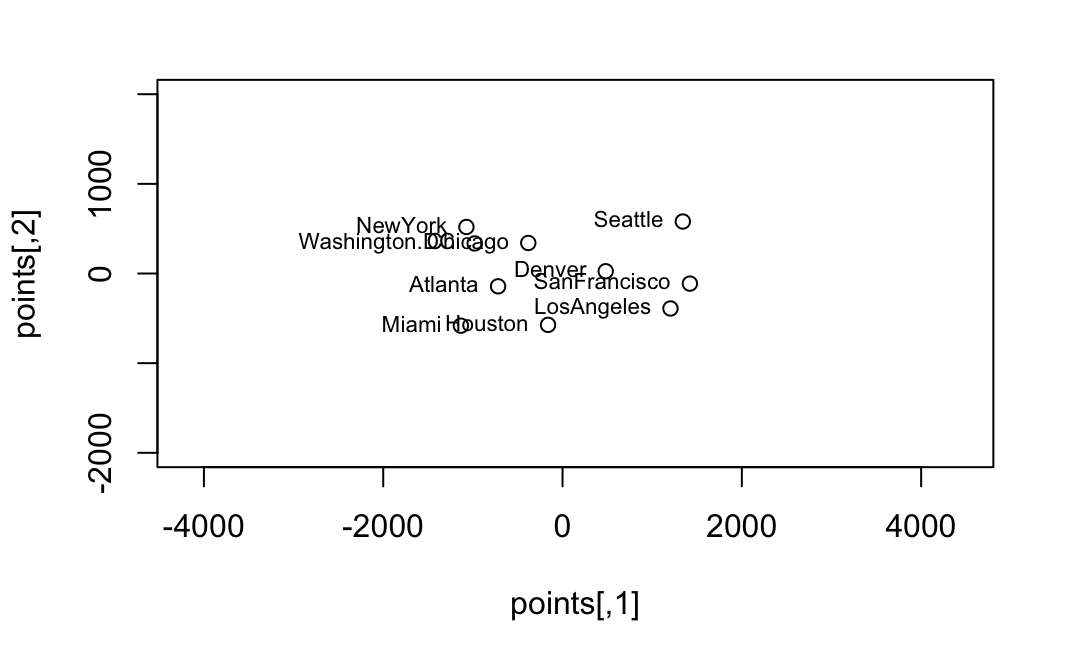 points[,2]
1000
0
-2000
NewYork
Seattle
Washington.DC
Chicago
Denver
SanFrancisco
Atlanta
LosAngeles
Miami
Houston
-4000
-2000
0
2000
4000
points[,1]